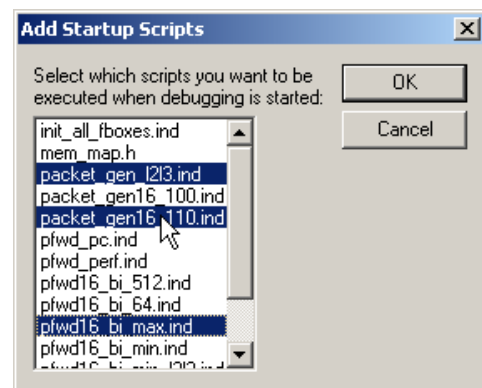 Add Startup Scripts
Select which scripts you want to be
executed when debugging is started:
OK
Cancel
init_all_fboxes.ind
mem_map.h
packet_gen_l2l3.ind
packet_gen16_100.ind
packet_gen16_110.ind
pfwd_pc.ind
pfwd_perf.ind
pfwd16_bi_512.ind
pfwd16_bi_64.ind
pfwd16_bi_max.ind
pfwd16_bi_min.ind